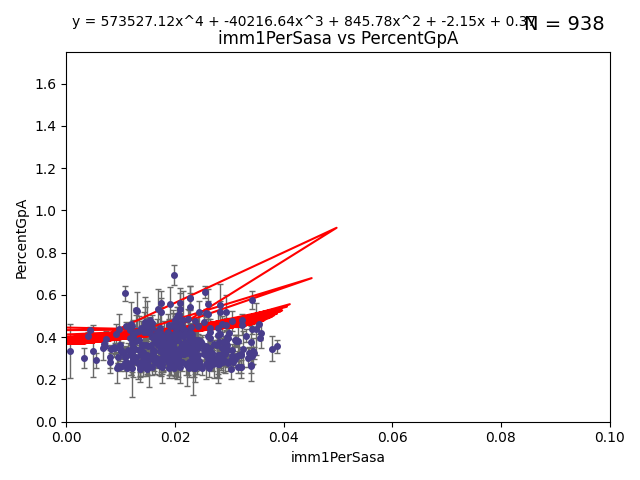 y = 573527.12x^4 + -40216.64x^3 + 845.78x^2 + -2.15x + 0.37
N = 938
imm1PerSasa vs PercentGpA
PercentGpA
1.6
1.4
1.2
1.0
0.8
0.6
0.4
0.2
0.0
0.00 0.02 0.04 0.06 0.08 0.10
imm1PerSasa